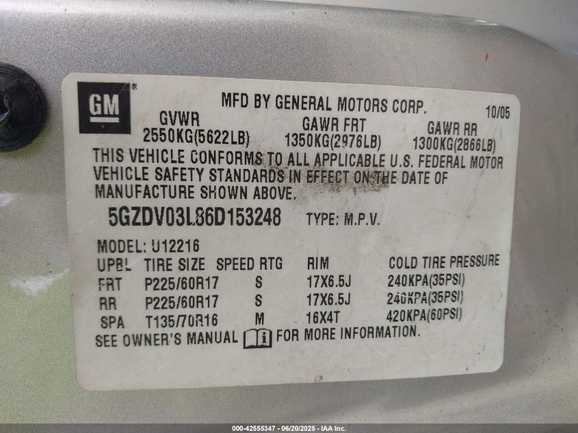 GM ®
MFD BY GENERAL MOTORS CORP. 10/05
GVWR GAWR FRT GAWR RR
2550KG(5622LB) 1350KG(2976LB) 1300KG(2866LB)
THIS VEHICLE CONFORMS TO ALL APPLICABLE U.S. FEDERAL MOTOR
VEHICLE SAFETY STANDARDS IN EFFECT ON THE DATE OF
MANUFACTURE SHOWN ABOVE.
5GZDV03L86D153248 TYPE: M.P.V.
MODEL: U12216
UPBL TIRE SIZE SPEED RTG RIM COLD TIRE PRESSURE
FRT P225/60R17 S 17X6.5J 240KPA(35PSI)
RR P225/60R17 S 17X6.5J 240KPA(35PSI)
SPA T135/70R16 M 16X4T 420KPA(60PSI)
SEE OWNER'S MANUAL i FOR MORE INFORMATION.
000-42555347 - 06/20/2025 - IAA Inc.